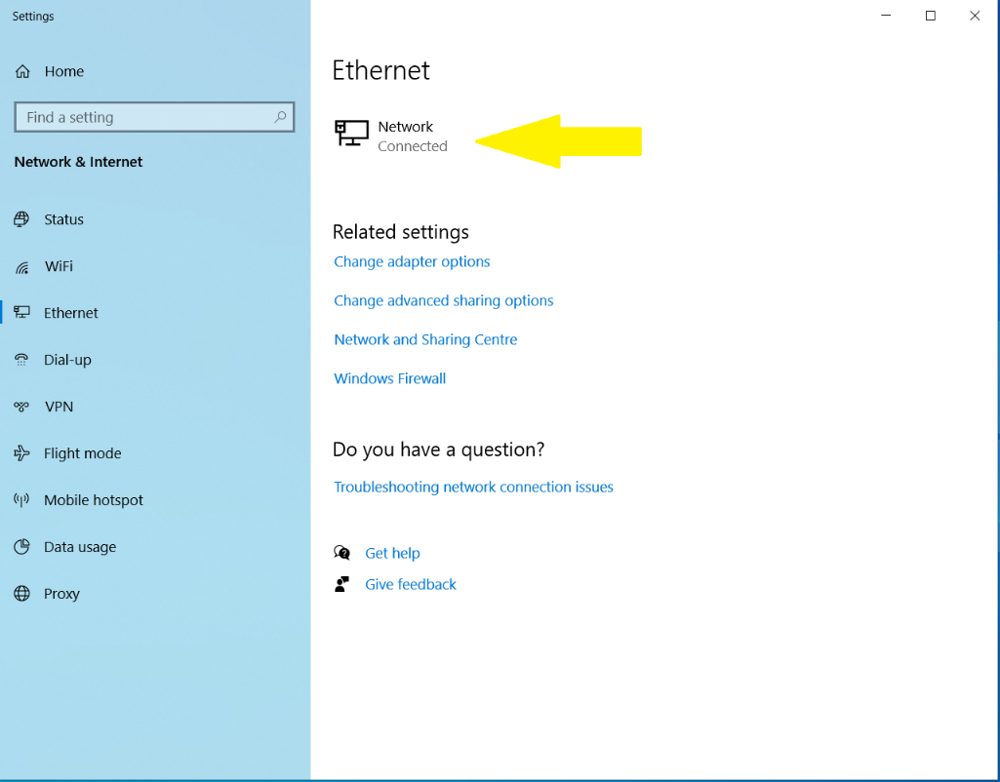 Settings
Home
Find a setting
Network & Internet
Status
WiFi
Ethernet
Dial-up
VPN
Flight mode
Mobile hotspot
Data usage
Proxy
Ethernet
Network
Connected
Related settings
Change adapter options
Change advanced sharing options
Network and Sharing Centre
Windows Firewall
Do you have a question?
Troubleshooting network connection issues
Get help
Give feedback